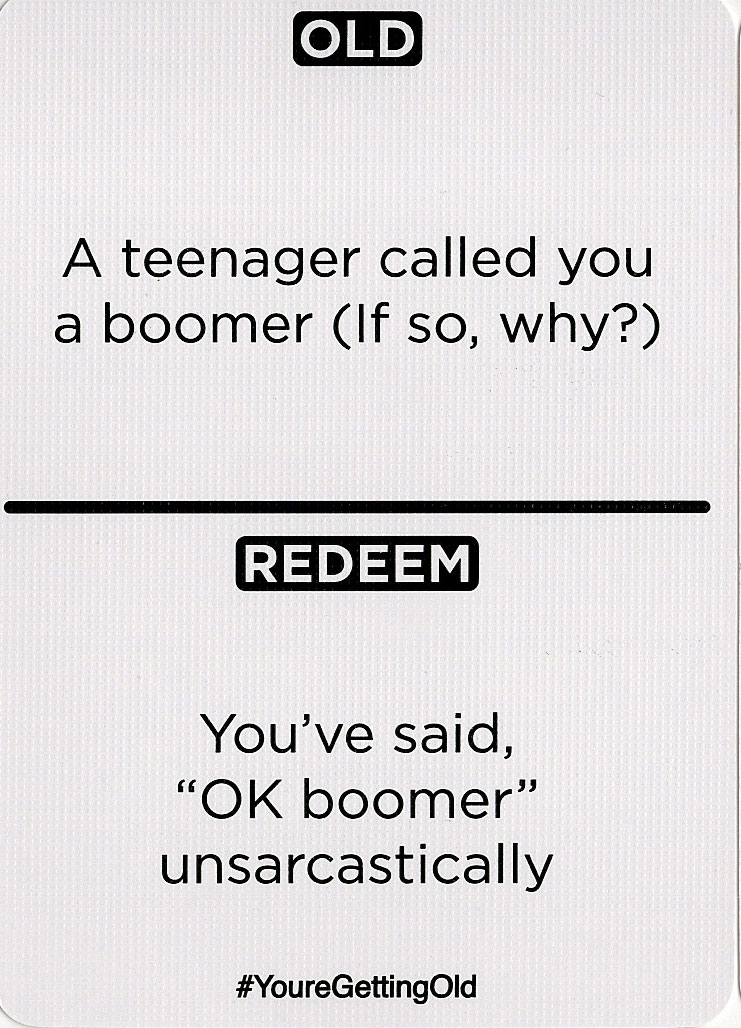 OLD
A teenager called you
a boomer (If so, why?)
REDEEM
You’ve said,
“OK boomer”
unsarcastically
#YoureGettingOld